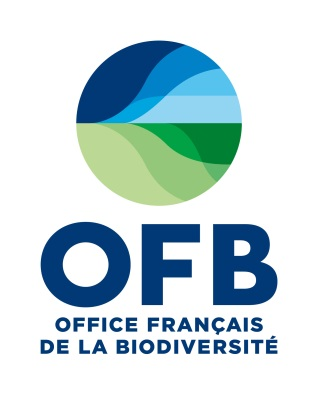 OFB
OFFICE FRANÇAIS
DE LA BIODIVERSITÉ